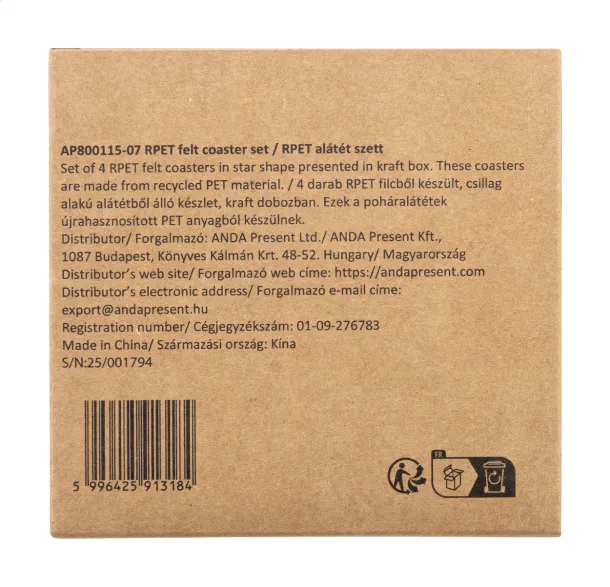 AP800115-07 RPET felt coaster set / RPET alátét szett
Set of 4 RPET felt coasters in star shape presented in kraft box. These coasters
are made from recycled PET material. / 4 darab RPET filcből készült, csillag
alakú alátétből álló készlet, kraft dobozban. Ezek a poháralátétek
újrahasznosított PET anyagból készülnek.
Distributor/ Forgalmazó: ANDA Present Ltd./ ANDA Present Kft.,
1087 Budapest, Könyves Kálmán Krt. 48-52. Hungary/ Magyarország
Distributor's web site/ Forgalmazó web címe: https://andapresent.com
Distributor's electronic address/ Forgalmazó e-mail címe:
export@andapresent.hu
Registration number/ Cégjegyzékszám: 01-09-276783
Made in China/ Származási ország: Kína
S/N:25/001794
5 996425 913184
FR